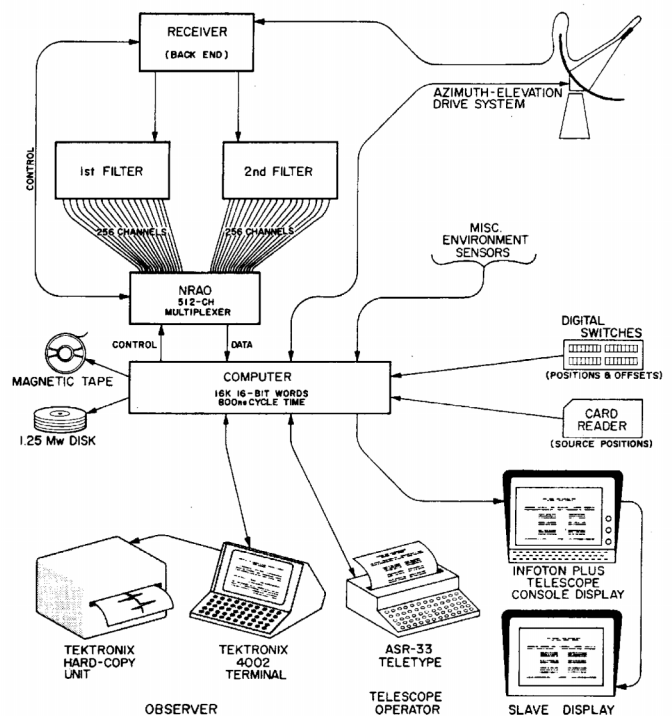 RECEIVER
(BACK END)
AZIMUTH-ELEVATION
DRIVE SYSTEM
CONTROL
1st FILTER
2nd FILTER
256 CHANNELS
256 CHANNELS
MISC.
ENVIRONMENT
SENSORS
NRAO
512-CH
MULTIPLEXER
CONTROL
DATA
DIGITAL
SWITCHES
(POSITIONS & OFFSETS)
MAGNETIC TAPE
COMPUTER
16K 16-BIT WORDS
800ns CYCLE TIME
CARD
READER
(SOURCE POSITIONS)
1.25 Mw DISK
INFOTON PLUS
TELESCOPE
CONSOLE DISPLAY
TEKTRONIX
HARD-COPY
UNIT
TEKTRONIX
4002
TERMINAL
ASR-33
TELETYPE
OBSERVER
TELESCOPE
OPERATOR
SLAVE DISPLAY